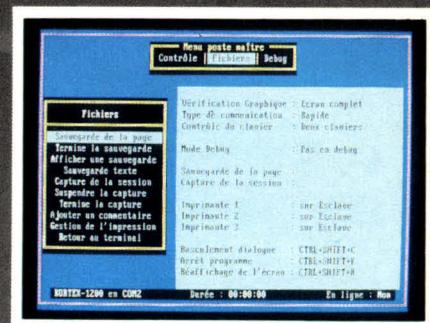 Menu poste maître
Contrôle Fichiers Debug
Fichiers
Sauvegarde de la page
Termine la sauvegarde
Afficher une sauvegarde
Sauvegarde texte
Capture de la session
Suspendre la capture
Termine la capture
Ajouter un commentaire
Gestion de l'impression
Retour au terminal
Vérification Graphique : Ecran complet
Type de communication : Rapide
Contrôle du clavier : Deux claviers
Mode Debug : Pas en debug
Sauvegarde de la page :
Capture de la session :
Imprimante 1 : sur Esclave
Imprimante 2 : sur Esclave
Imprimante 3 : sur Esclave
Basculement dialogue : CTRL+SHIFT+C
Arrêt programme : CTRL+SHIFT+F
Réaffichage de l'écran : CTRL+SHIFT+R
KORTEX-1200 en COM2 Durée : 00:00:00 En ligne : Non